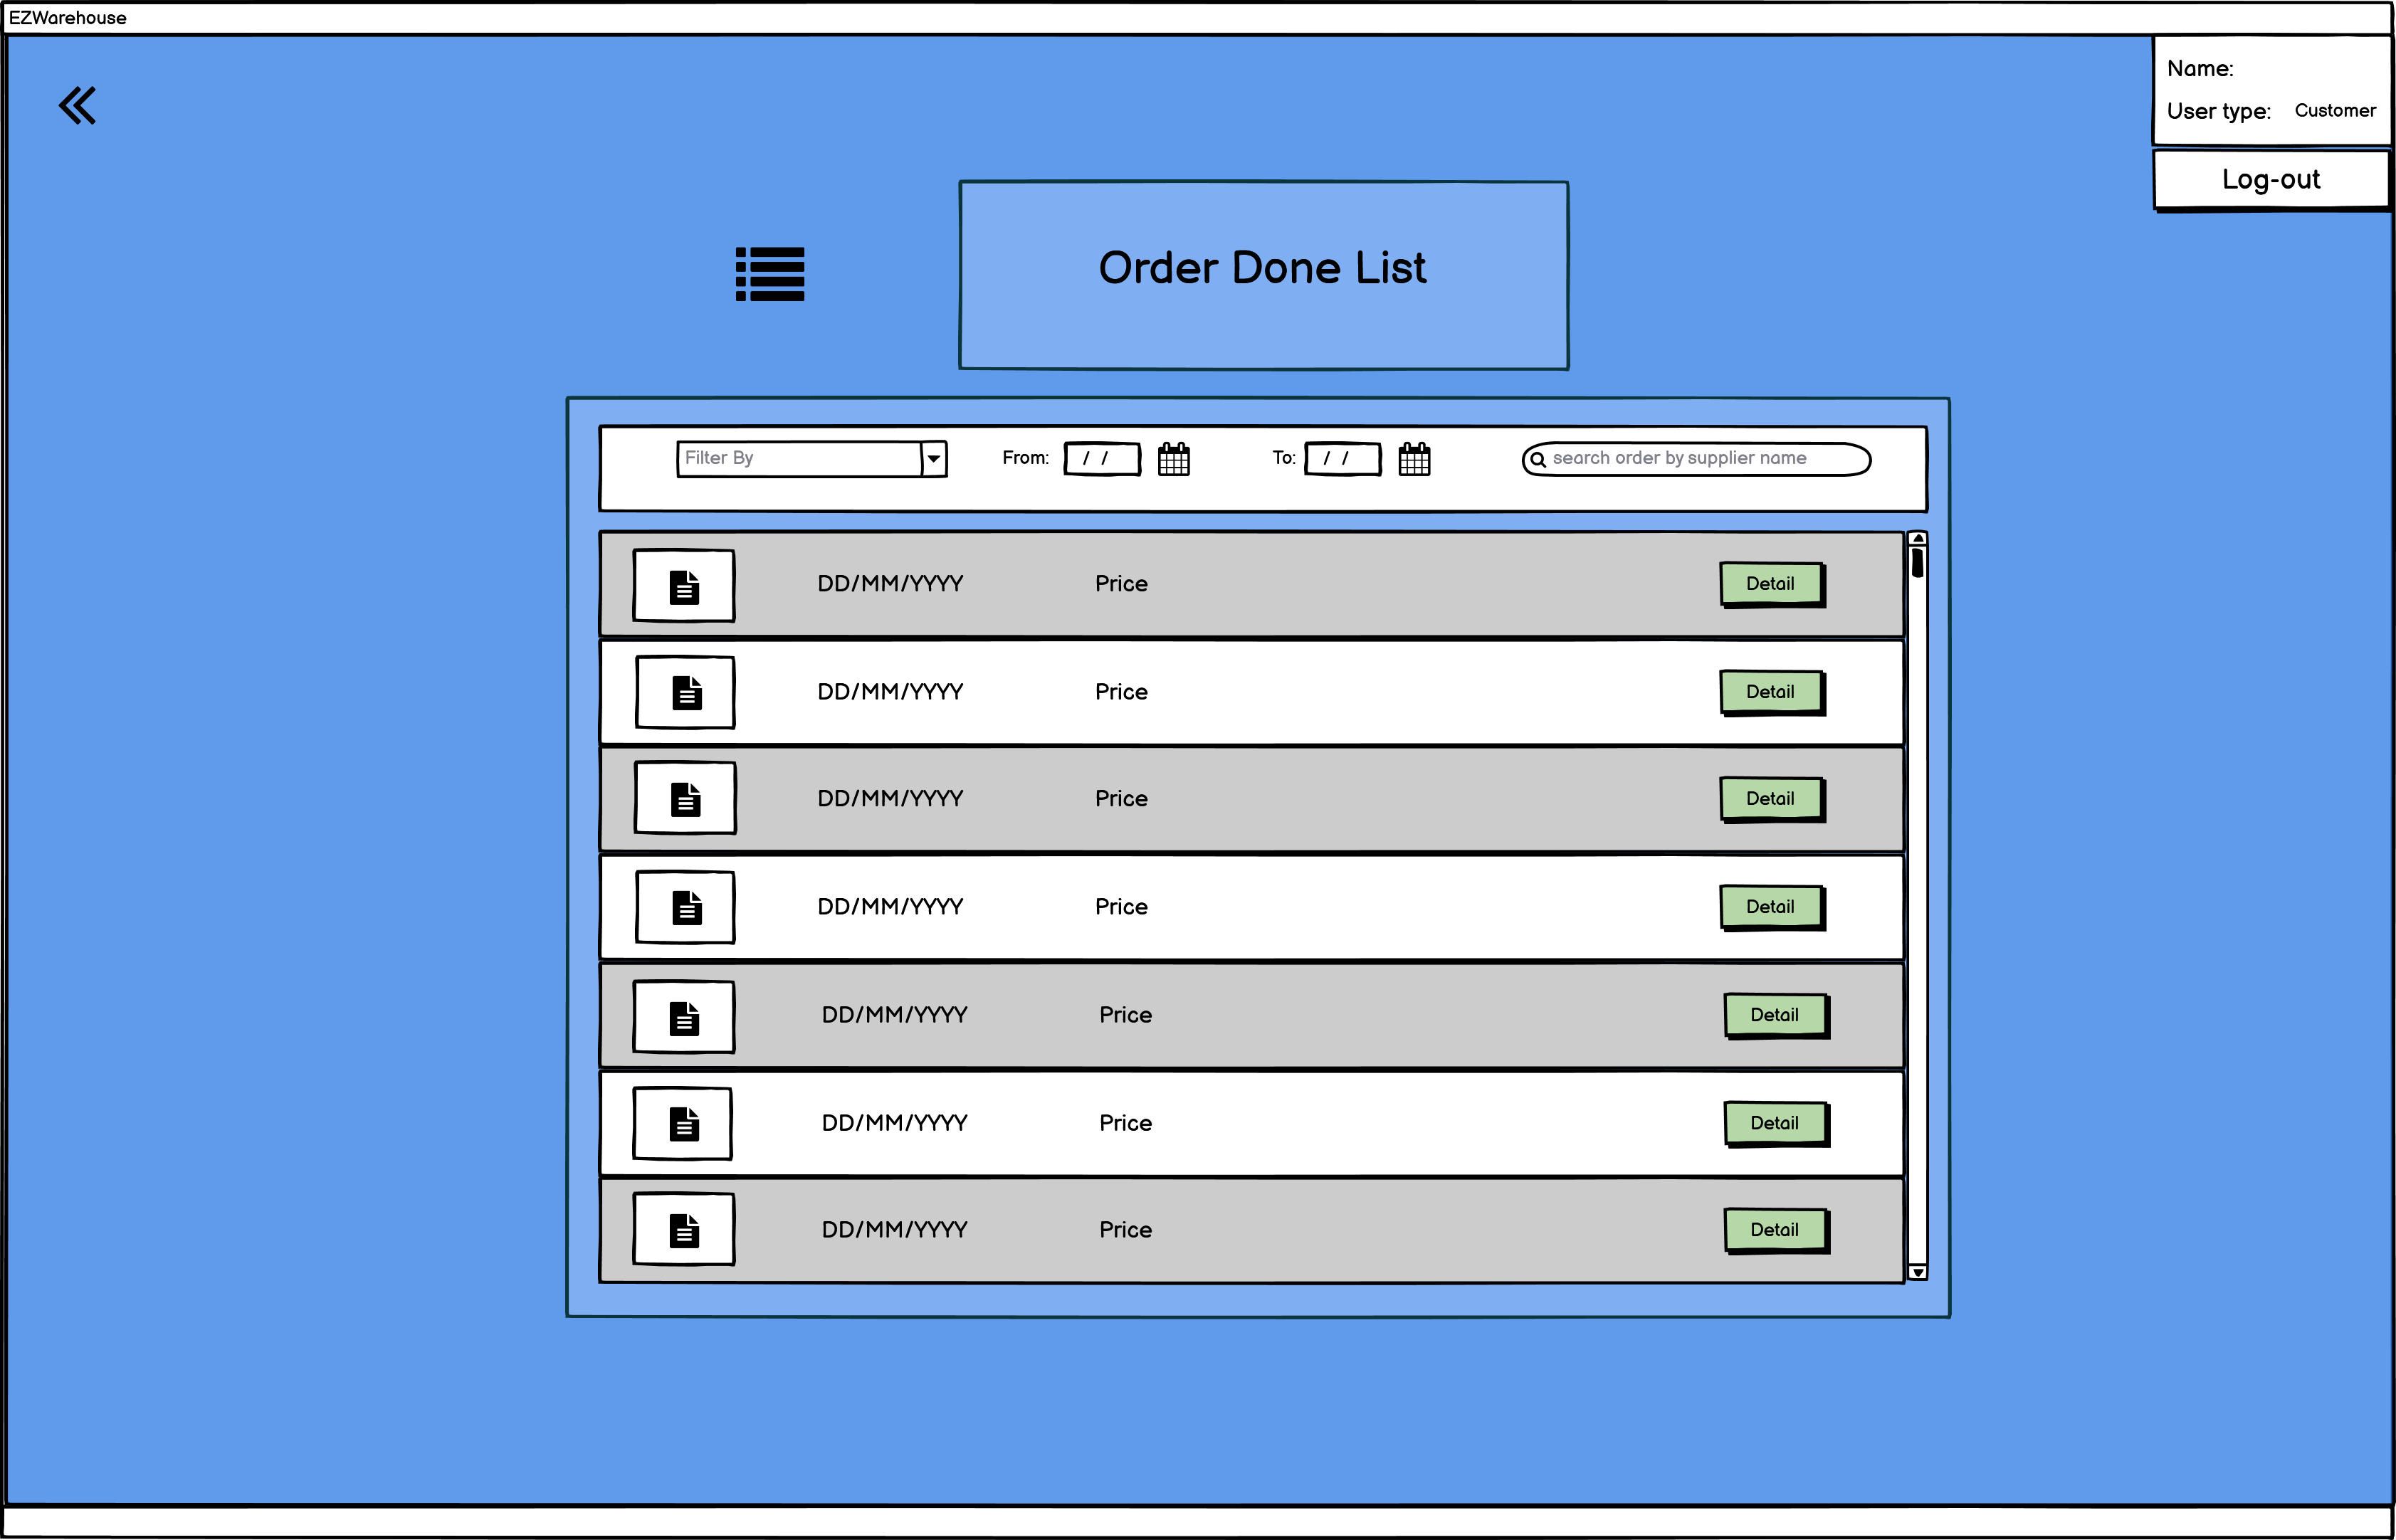 EZWarehouse
Name:
User type: Customer
Log-out
Order Done List
Filter By From: / / To: / / search order by supplier name
DD/MM/YYYY Price Detail
DD/MM/YYYY Price Detail
DD/MM/YYYY Price Detail
DD/MM/YYYY Price Detail
DD/MM/YYYY Price Detail
DD/MM/YYYY Price Detail
DD/MM/YYYY Price Detail